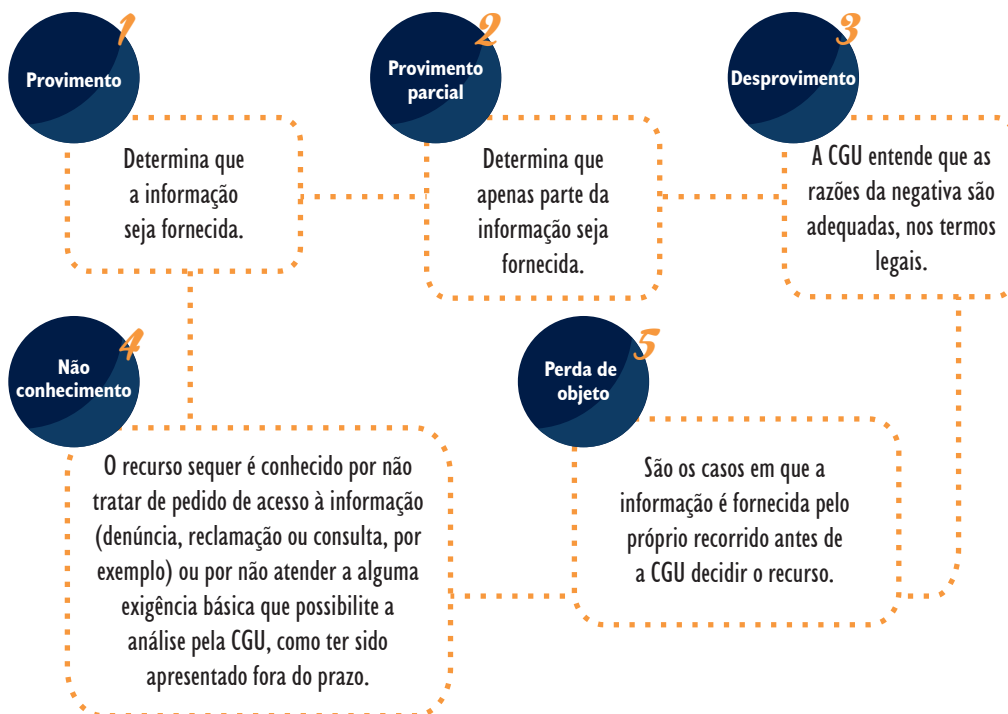 1
Provimento
Determina que
a informação
seja fornecida.
2
Provimento
parcial
Determina que
apenas parte da
informação seja
fornecida.
3
Desprovimento
A CGU entende que as
razões da negativa são
adequadas, nos termos
legais.
4
Não
conhecimento
O recurso sequer é conhecido por não
tratar de pedido de acesso à informação
(denúncia, reclamação ou consulta, por
exemplo) ou por não atender a alguma
exigência básica que possibilite a
análise pela CGU, como ter sido
apresentado fora do prazo.
5
Perda de
objeto
São os casos em que a
informação é fornecida pelo
próprio recorrido antes de
a CGU decidir o recurso.